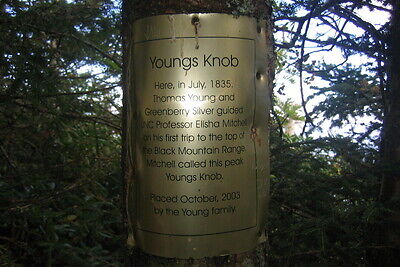 Youngs Knob
Here, in July, 1835,
Thomas Young and
Greenberry Silver guided
UNC Professor Elisha Mitchell
on his first trip to the top of
the Black Mountain Range.
Mitchell called this peak
Youngs Knob.
Placed October, 2003
by the Young family.